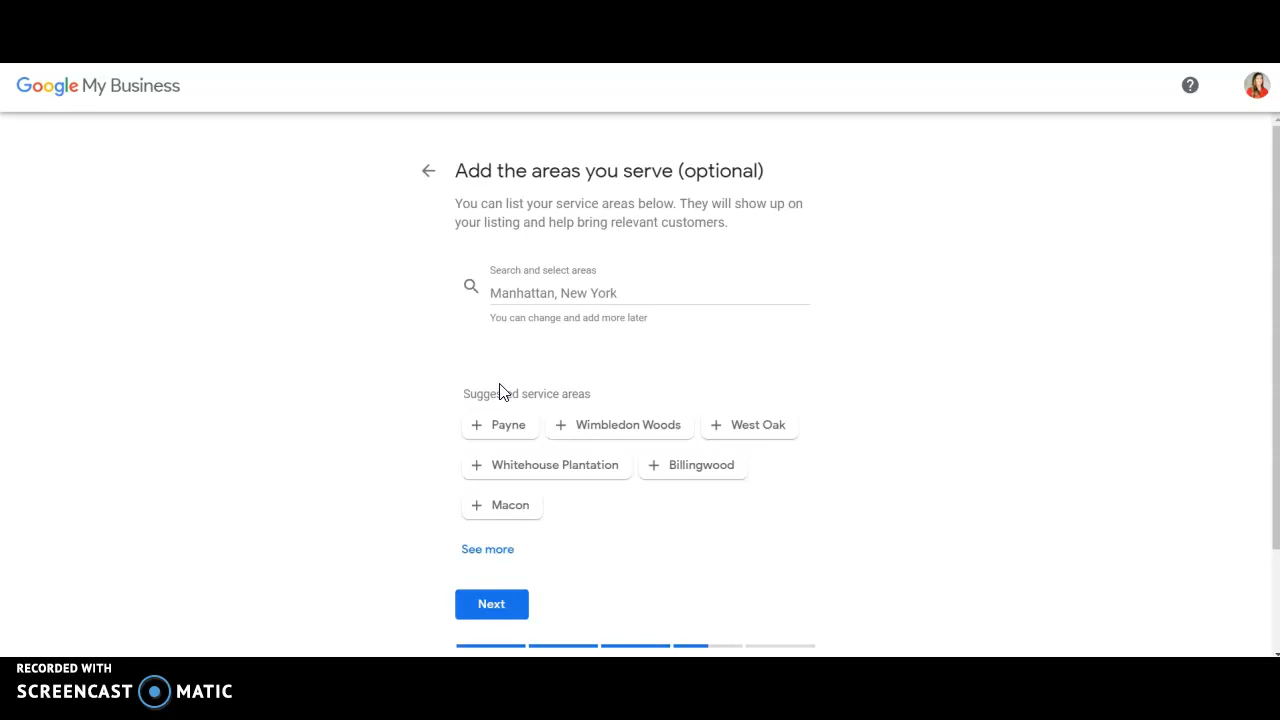 Google My Business
Add the areas you serve (optional)
You can list your service areas below. They will show up on
your listing and help bring relevant customers.
Search and select areas
Manhattan, New York
You can change and add more later
Suggested service areas
+ Payne + Wimbledon Woods + West Oak
+ Whitehouse Plantation + Billingwood
+ Macon
See more
Next
RECORDED WITH
SCREENCAST MATIC